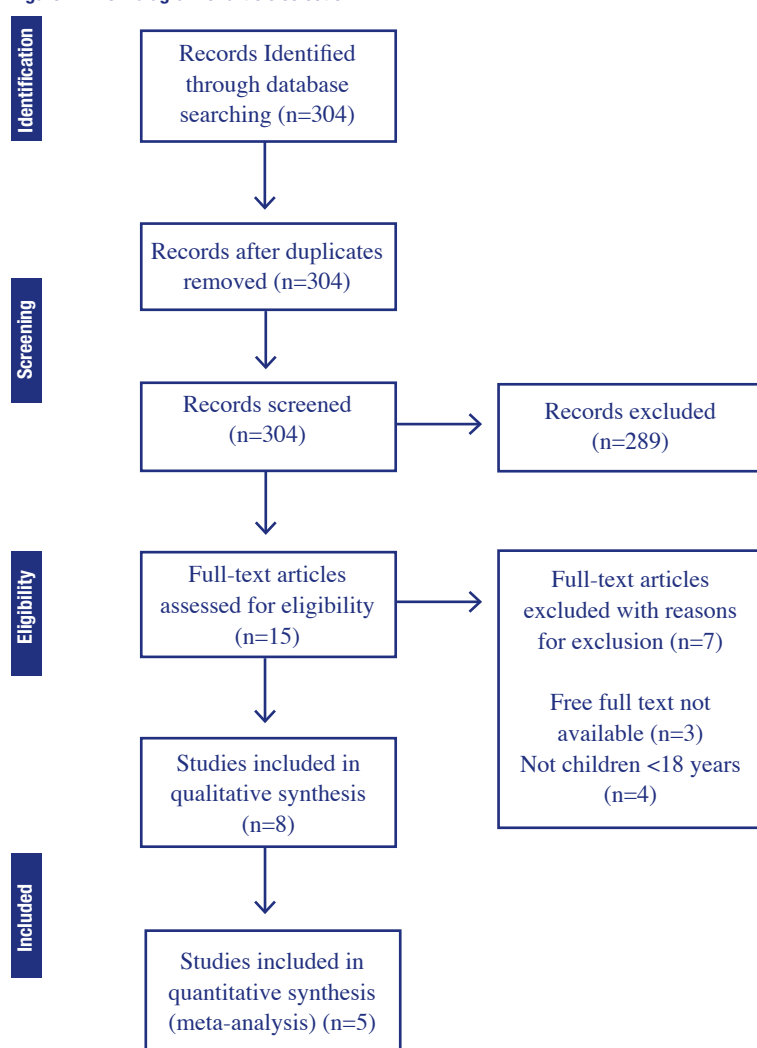 Identification
Records Identified
through database
searching (n=304)
Records after duplicates
removed (n=304)
Screening
Records screened
(n=304)
Records excluded
(n=289)
Eligibility
Full-text articles
assessed for eligibility
(n=15)
Full-text articles
excluded with reasons
for exclusion (n=7)
Free full text not
available (n=3)
Not children <18 years
(n=4)
Studies included in
qualitative synthesis
(n=8)
Included
Studies included in
quantitative synthesis
(meta-analysis) (n=5)